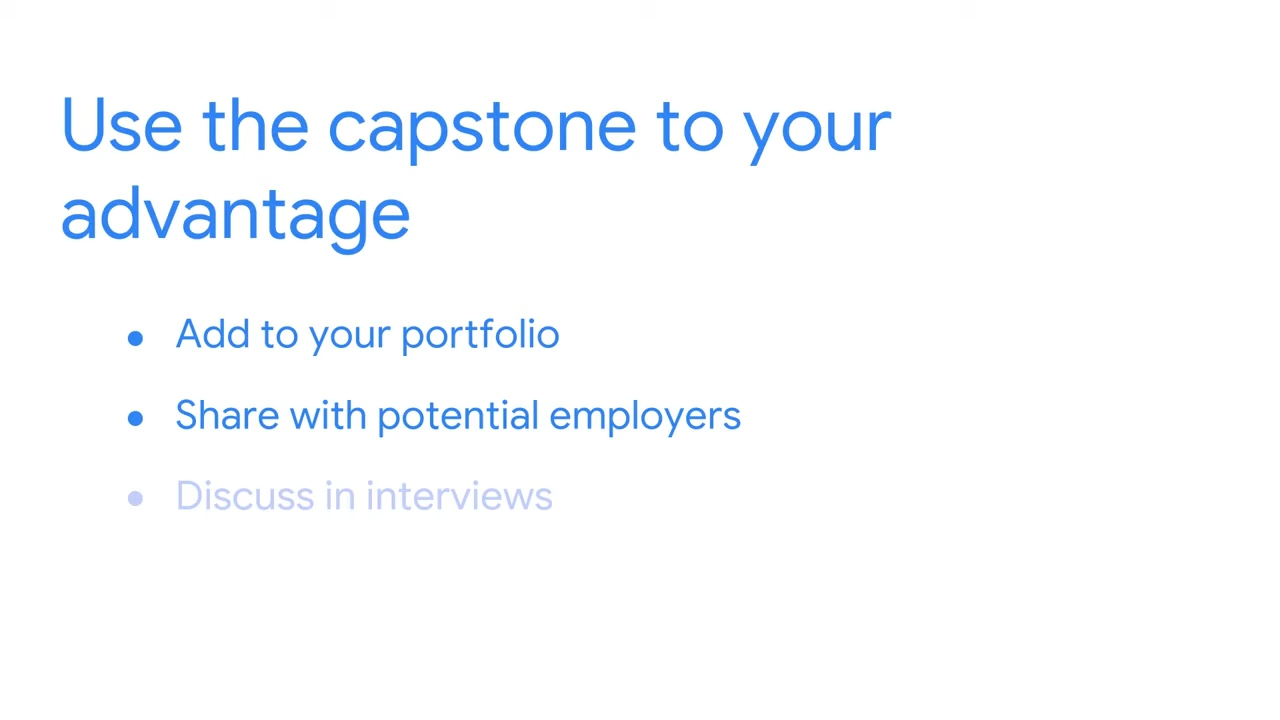 Use the capstone to your
advantage
● Add to your portfolio
● Share with potential employers
● Discuss in interviews